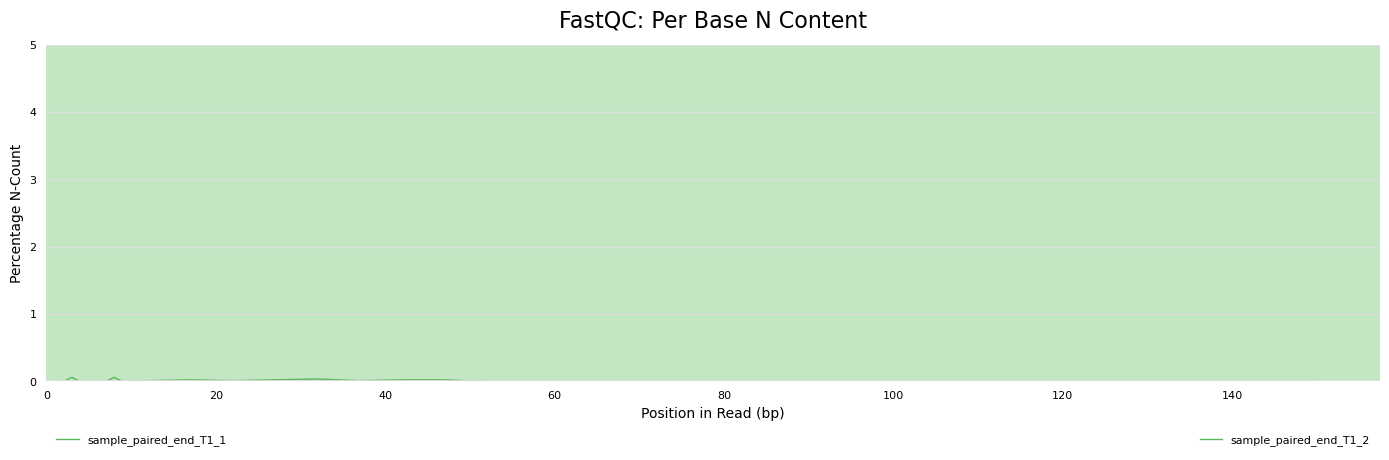 FastQC: Per Base N Content
Percentage N-Count
5
4
3
2
1
0
0 20 40 60 80 100 120 140
Position in Read (bp)
sample_paired_end_T1_1 sample_paired_end_T1_2